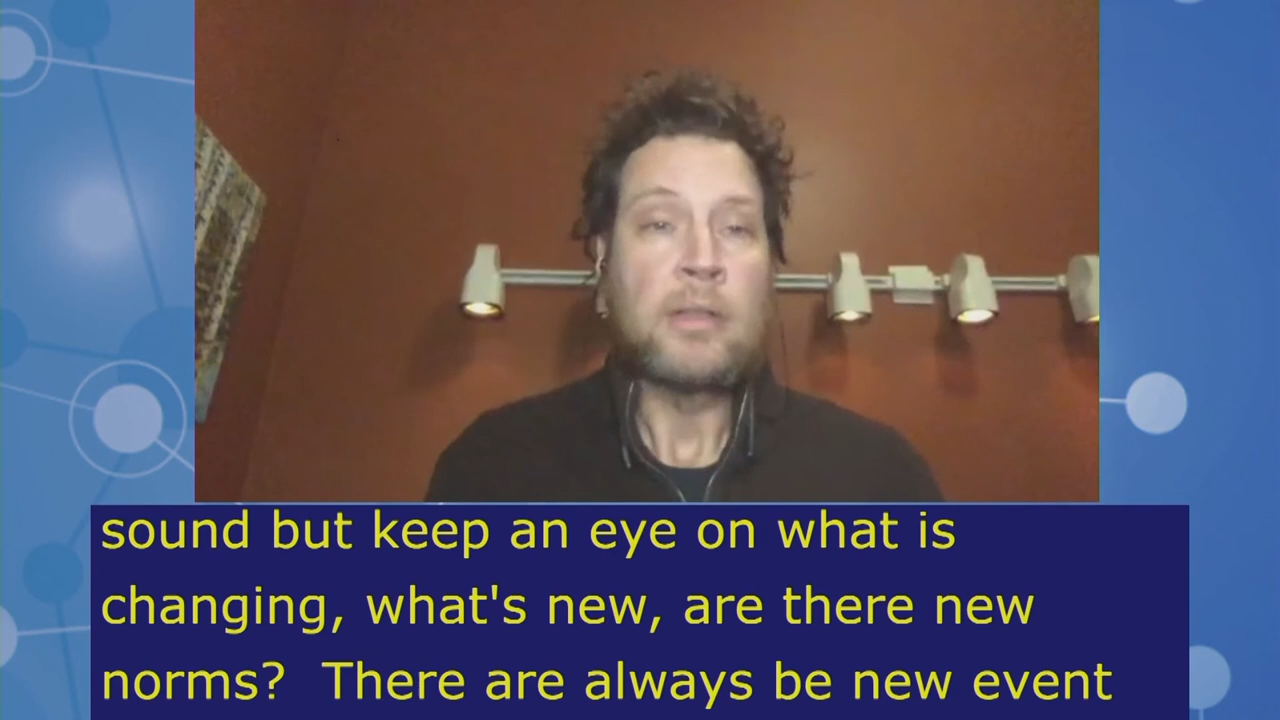 sound but keep an eye on what is
changing, what's new, are there new
norms?  There are always be new event